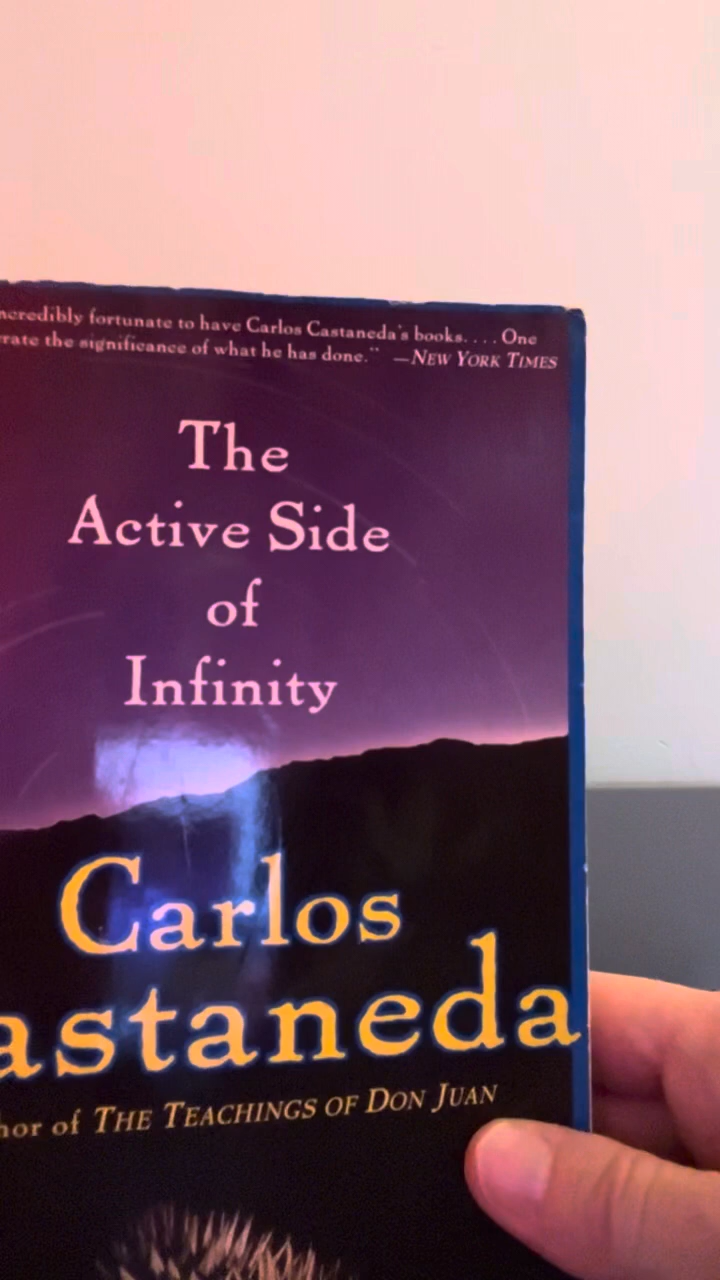 ncredibly fortunate to have Carlos Castaneda's books. . . . One
rate the significance of what he has done." —NEW YORK TIMES
The
Active Side
of
Infinity
Carlos
astaneda
hor of THE TEACHINGS OF DON JUAN